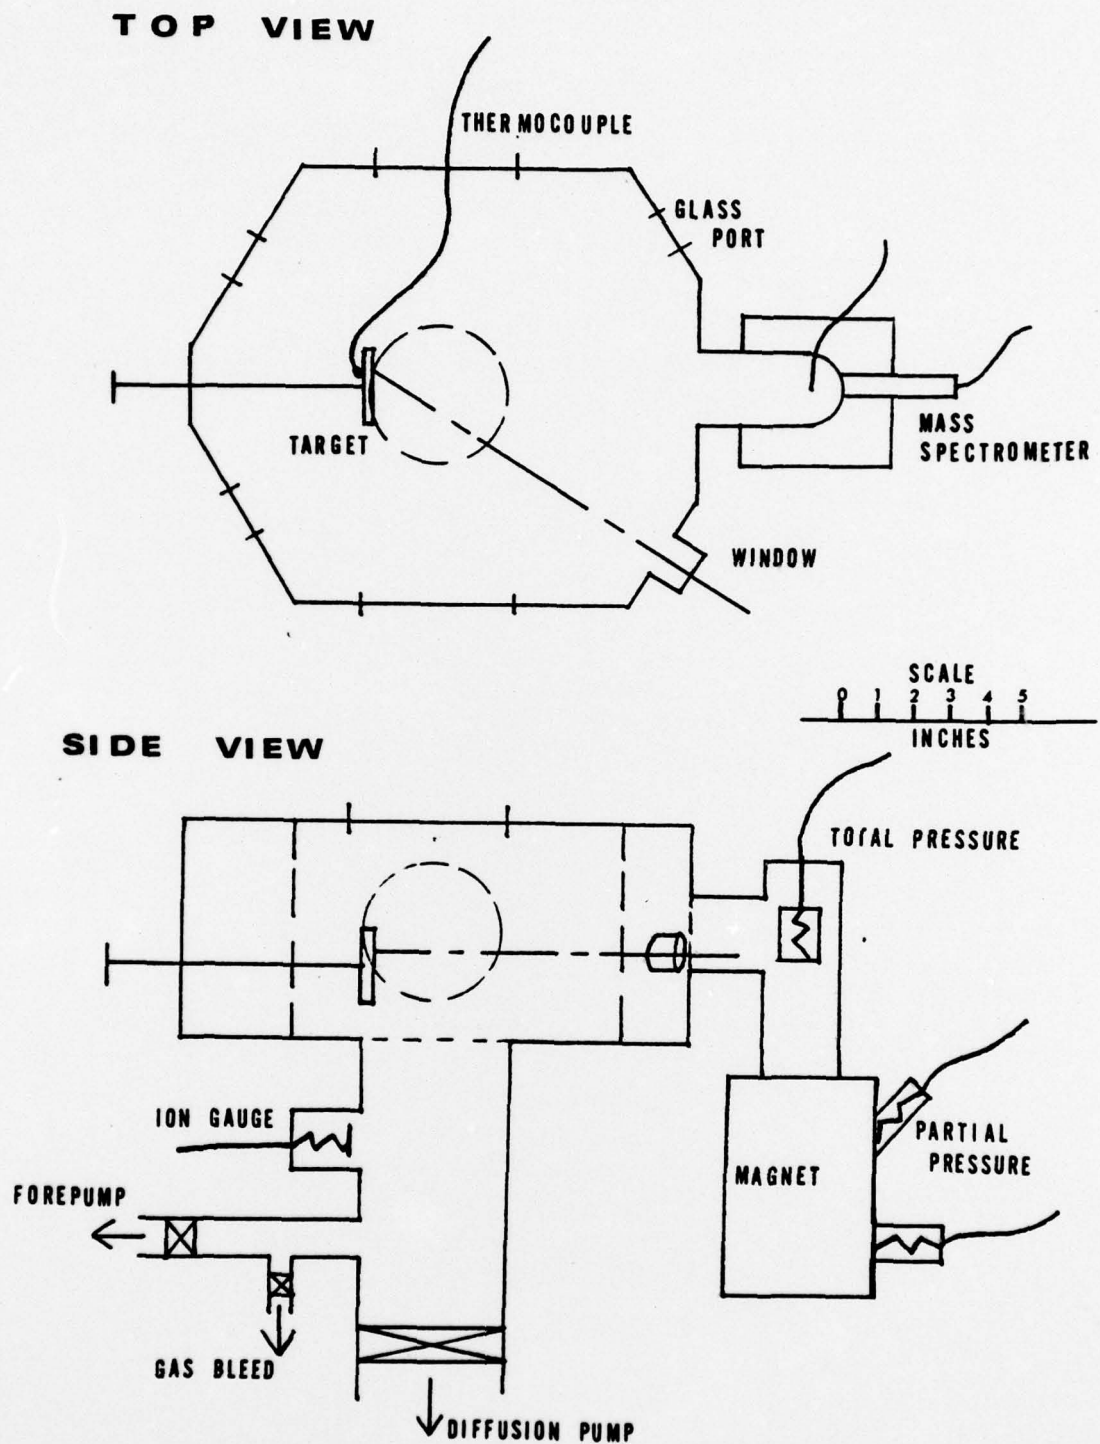 TOP VIEW
THERMOCOUPLE
GLASS
PORT
TARGET
MASS
SPECTROMETER
WINDOW
SCALE
0 1 2 3 4 5
INCHES
SIDE VIEW
TOTAL PRESSURE
ION GAUGE
PARTIAL
PRESSURE
MAGNET
FOREPUMP
GAS BLEED
DIFFUSION PUMP